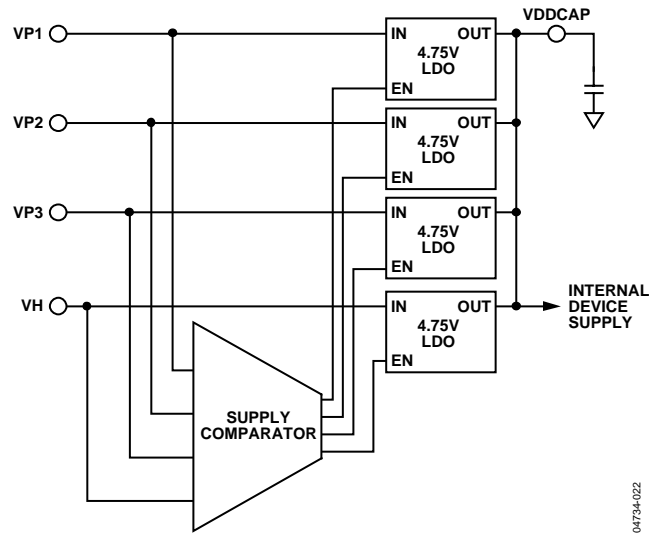 VDDCAP
VP1
IN OUT
4.75V
LDO
EN
VP2
IN OUT
4.75V
LDO
EN
VP3
IN OUT
4.75V
LDO
EN
VH
IN OUT
4.75V
LDO
EN
INTERNAL
DEVICE
SUPPLY
SUPPLY
COMPARATOR
04734-022